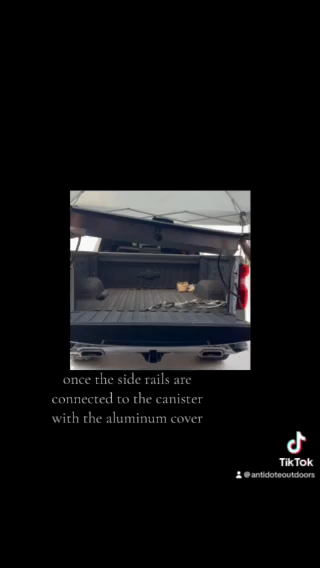 once the side rails are
connected to the canister
with the aluminum cover
TikTok
@antidoteoutdoors